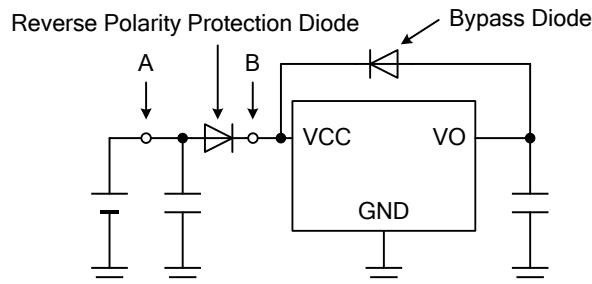 Reverse Polarity Protection Diode
Bypass Diode
A
B
VCC
VO
GND